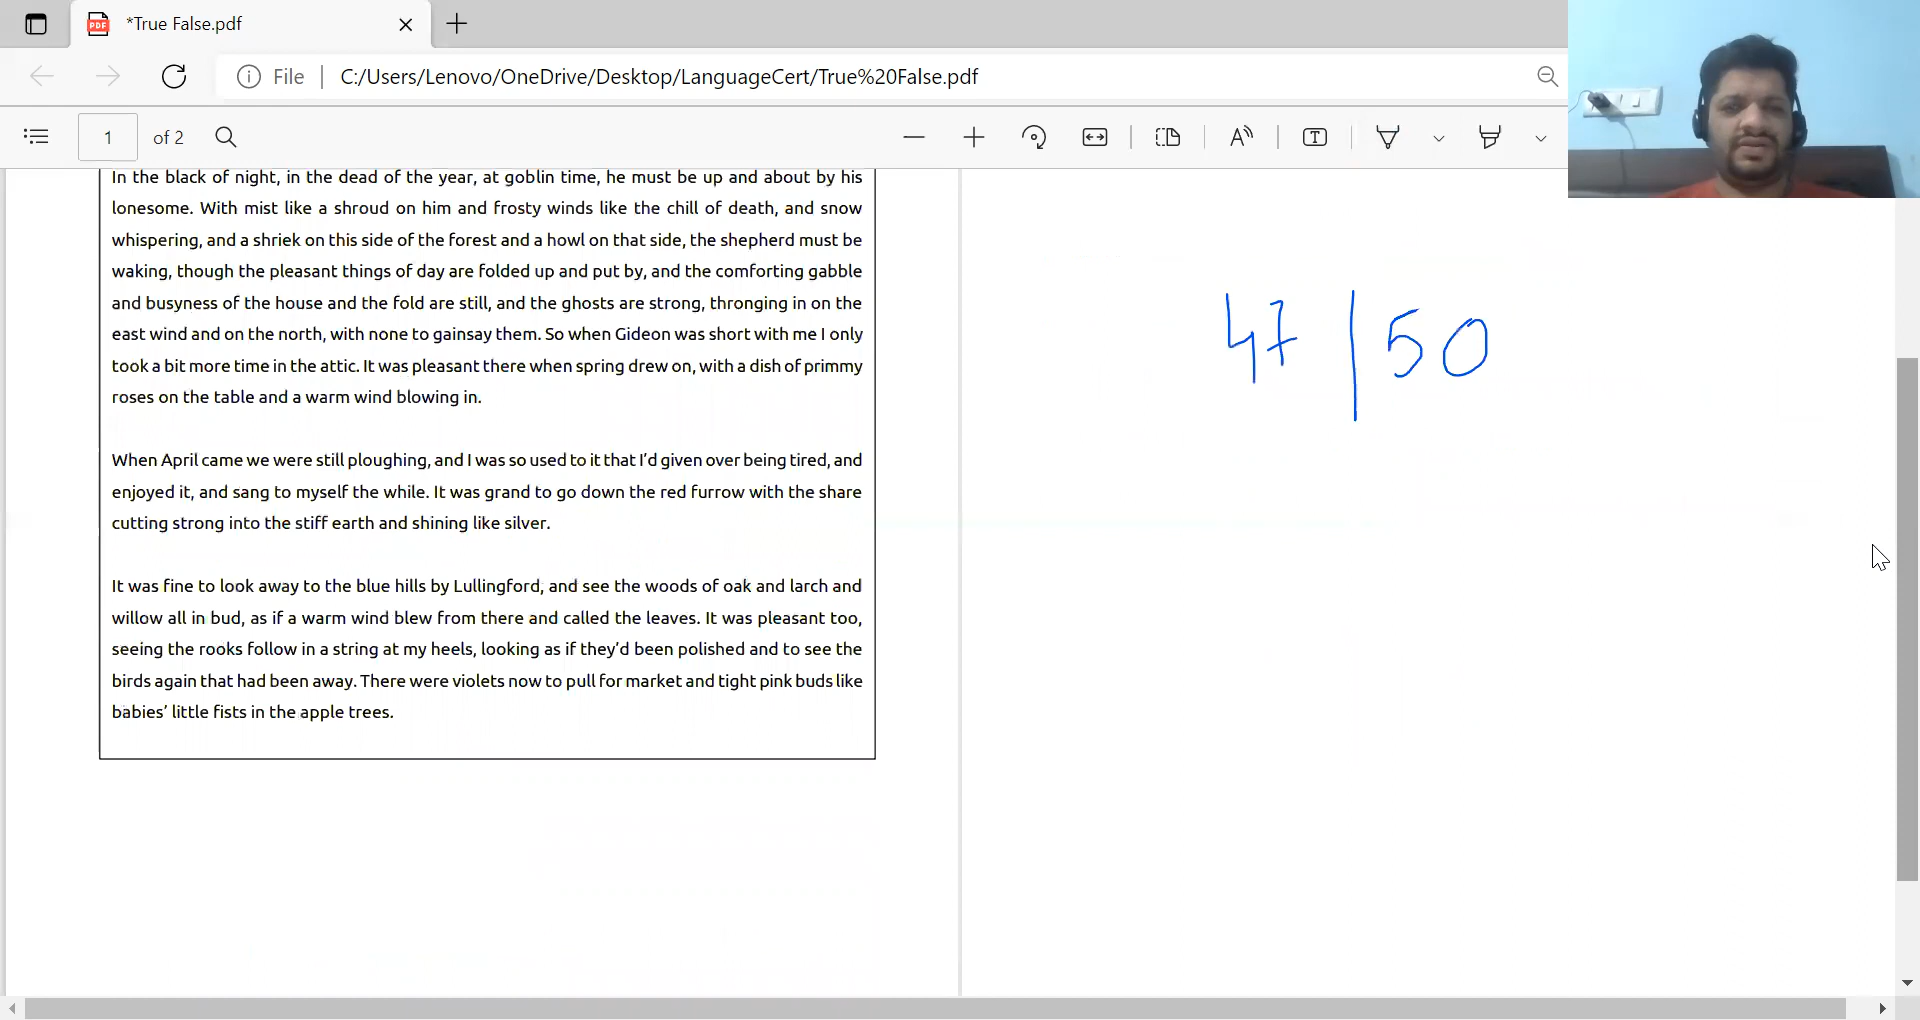 *True False.pdf
File C:/Users/Lenovo/OneDrive/Desktop/LanguageCert/True%20False.pdf
1 of 2
In the black of night, in the dead of the year, at goblin time, he must be up and about by his
lonesome. With mist like a shroud on him and frosty winds like the chill of death, and snow
whispering, and a shriek on this side of the forest and a howl on that side, the shepherd must be
waking, though the pleasant things of day are folded up and put by, and the comforting gabble
and busyness of the house and the fold are still, and the ghosts are strong, thronging in on the
east wind and on the north, with none to gainsay them. So when Gideon was short with me I only
took a bit more time in the attic. It was pleasant there when spring drew on, with a dish of primmy
roses on the table and a warm wind blowing in.
When April came we were still ploughing, and I was so used to it that I’d given over being tired, and
enjoyed it, and sang to myself the while. It was grand to go down the red furrow with the share
cutting strong into the stiff earth and shining like silver.
It was fine to look away to the blue hills by Lullingford, and see the woods of oak and larch and
willow all in bud, as if a warm wind blew from there and called the leaves. It was pleasant too,
seeing the rooks follow in a string at my heels, looking as if they’d been polished and to see the
birds again that had been away. There were violets now to pull for market and tight pink buds like
babies’ little fists in the apple trees.
47 | 50